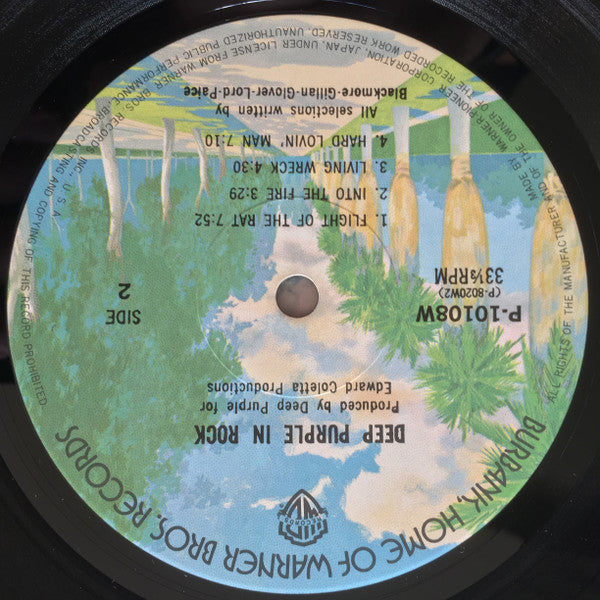 BURBANK, HOME OF WARNER BROS. RECORDS
DEEP PURPLE IN ROCK
Produced by Deep Purple for
Edward Coletta Productions
P-10108W
(P-8020W2)
33⅓RPM
SIDE
2
1. FLIGHT OF THE RAT 7:52
2. INTO THE FIRE 3:29
3. LIVING WRECK 4:30
4. HARD LOVIN' MAN 7:10
All selections written by
Blackmore-Gillan-Glover-Lord-Paice
MADE BY WARNER-PIONEER CORPORATION, JAPAN, UNDER LICENSE FROM WARNER BROS. RECORDS INC., U.S.A.
ALL RIGHTS OF THE MANUFACTURER AND OF THE OWNER OF THE RECORDED WORK RESERVED. UNAUTHORIZED PUBLIC PERFORMANCE, BROADCASTING AND COPYING OF THIS RECORD PROHIBITED